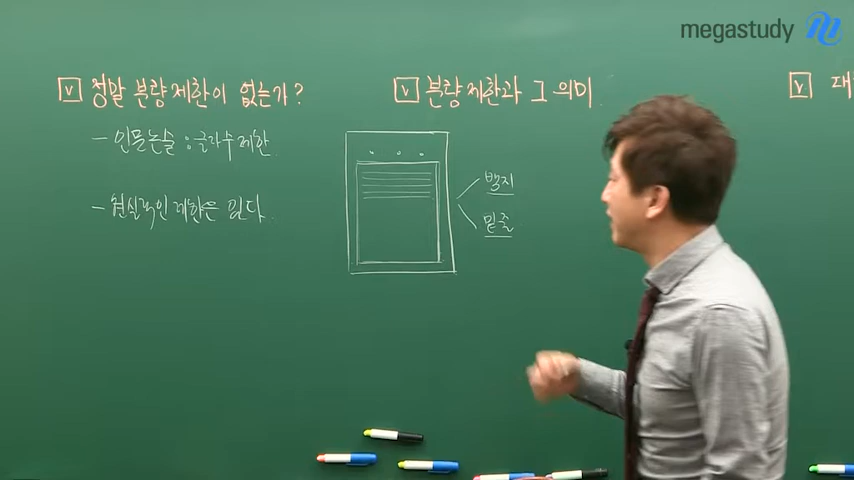 megastudy
v 정말 분량제한이 없는가?
- 인문논술 : 글자수 제한
- 현실적인 제한은 있다.
v 분량제한과 그 의미
백지
밑줄
v. 대